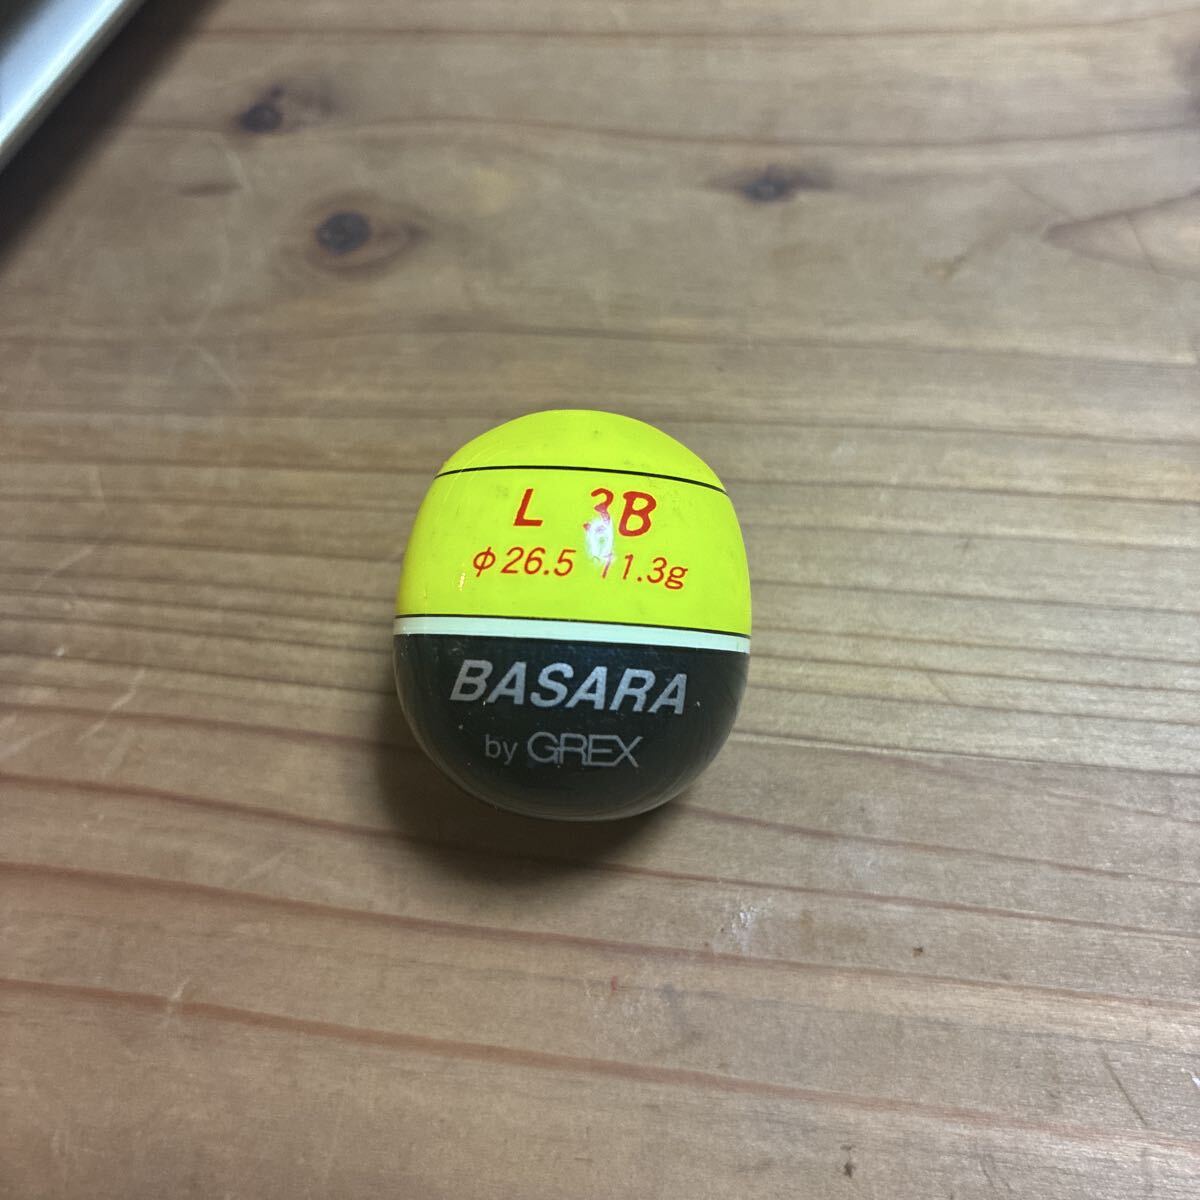 L 3B
φ26.5 11.3g
BASARA
by GREX